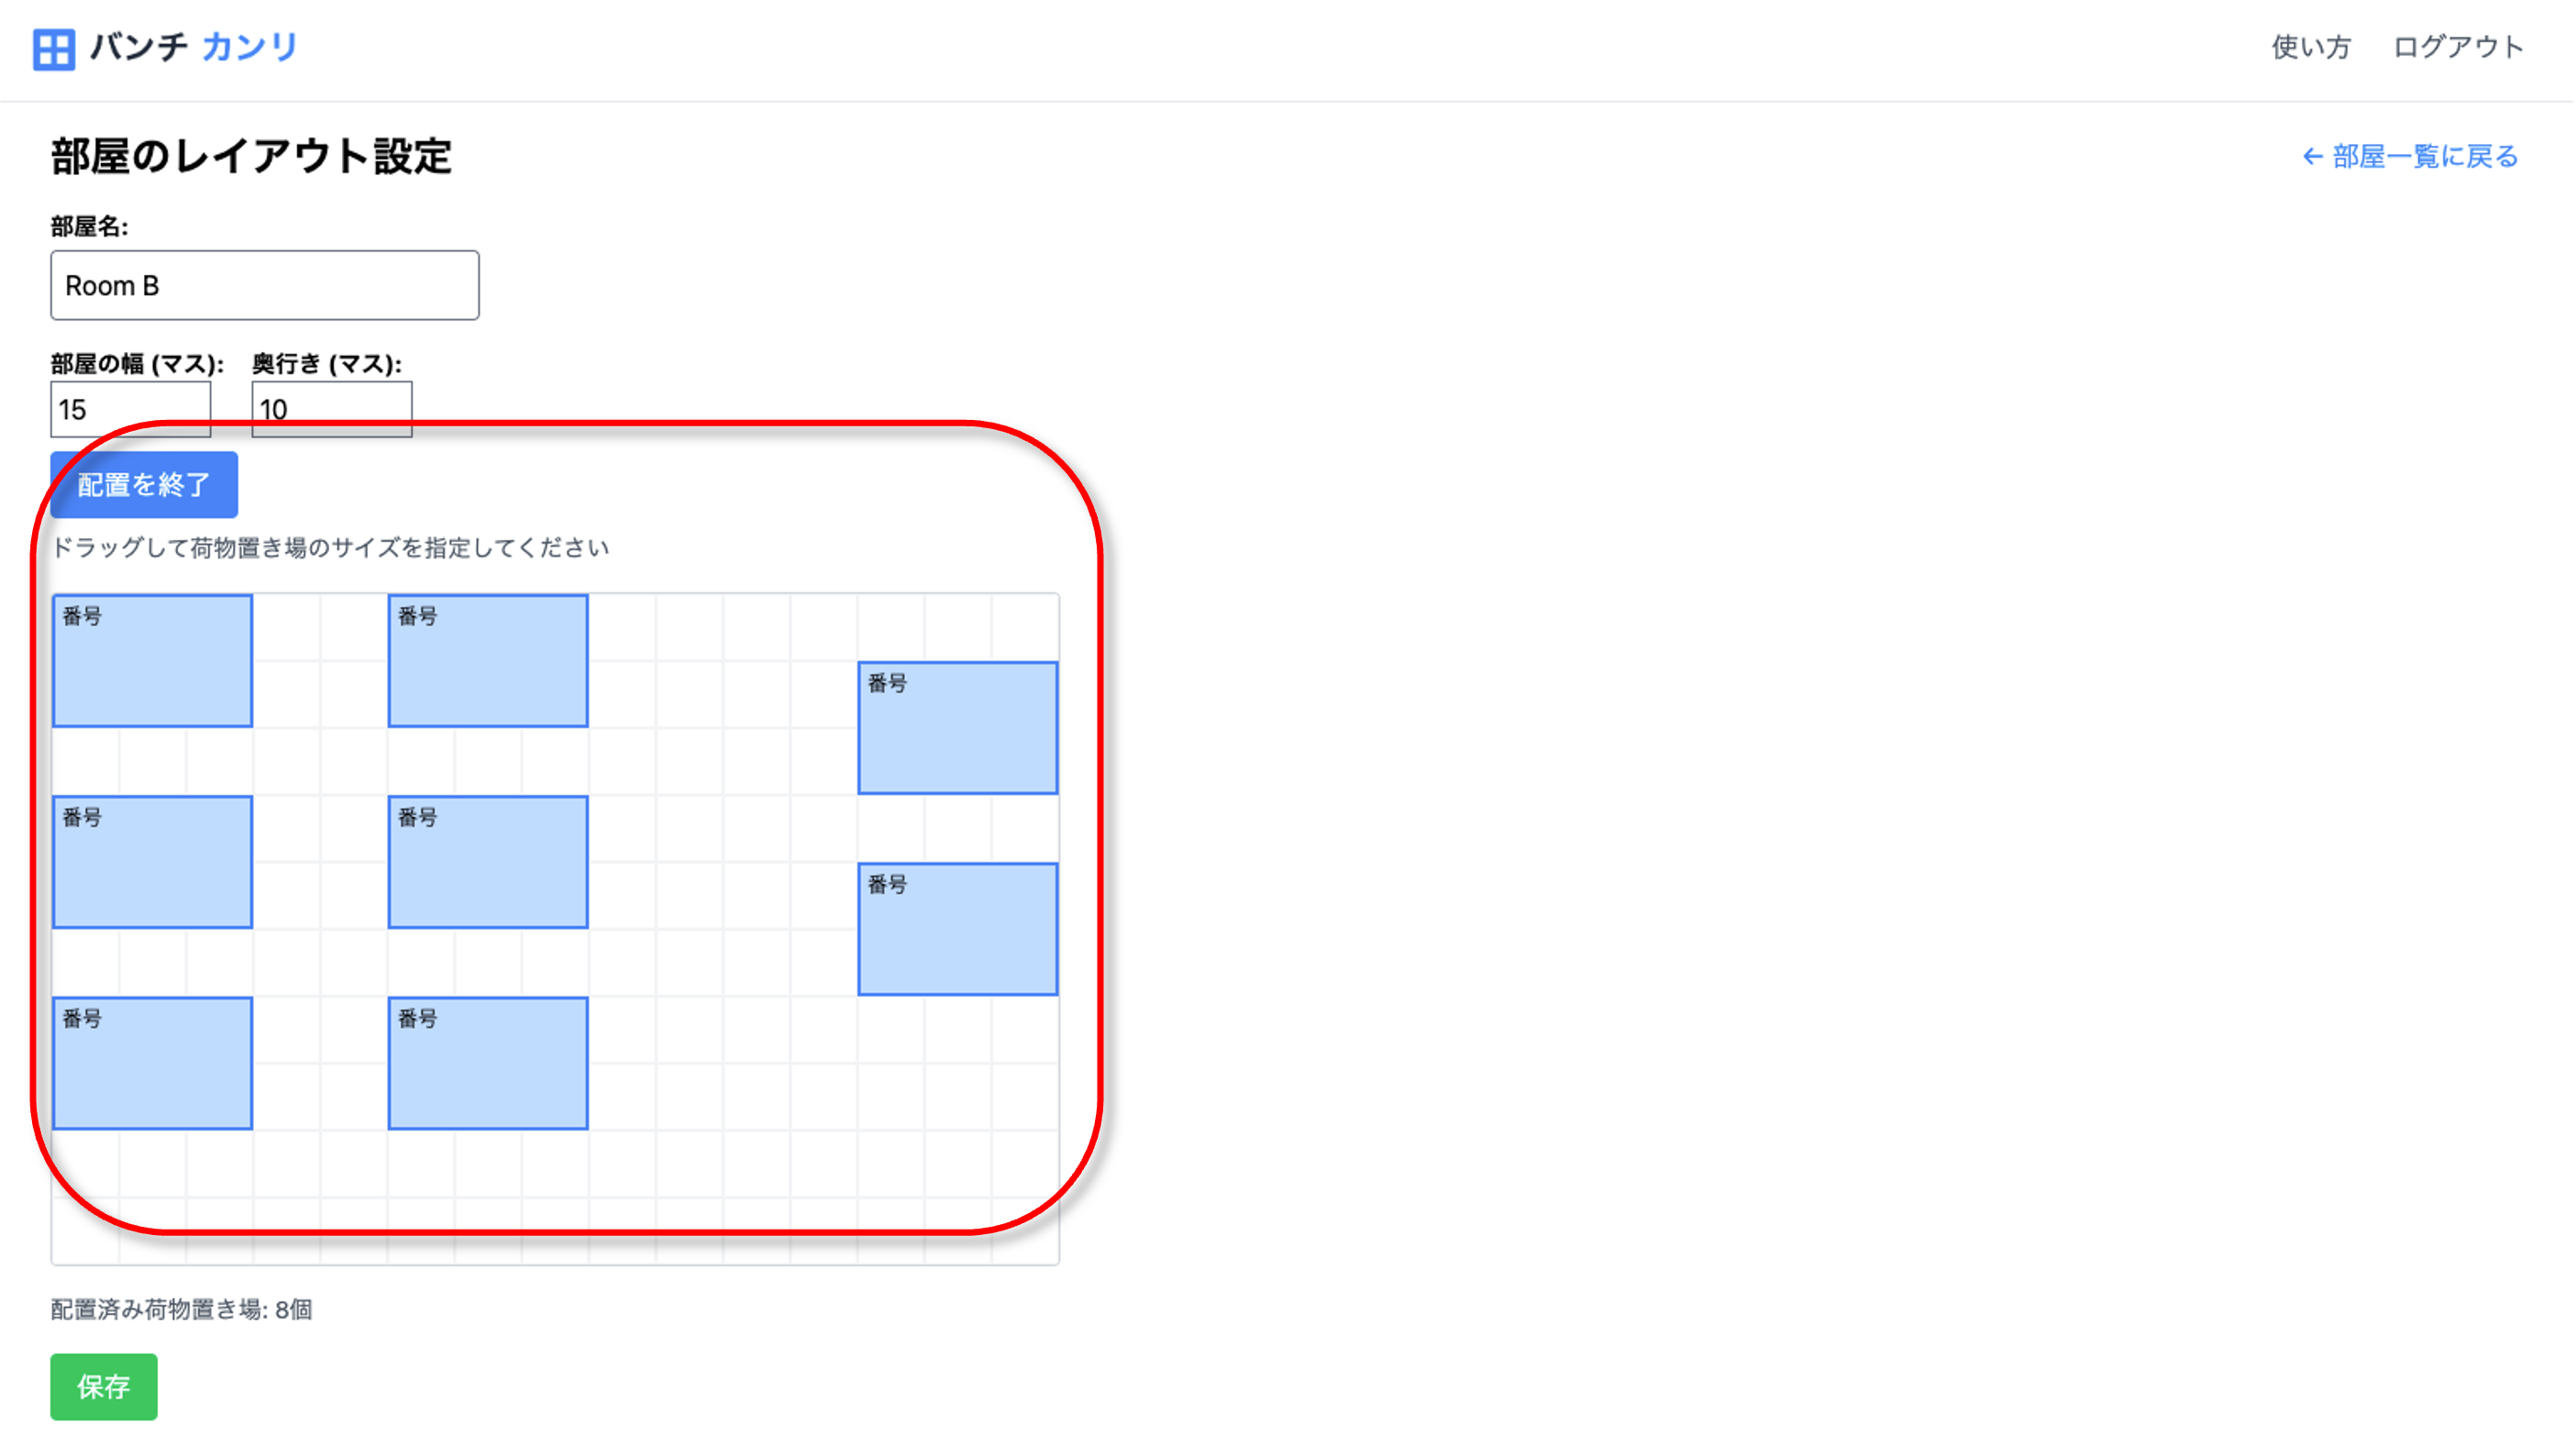 バンチ カンリ
使い方 ログアウト
部屋のレイアウト設定
← 部屋一覧に戻る
部屋名:
Room B
部屋の幅 (マス): 奥行き (マス):
15 10
配置を終了
ドラッグして荷物置き場のサイズを指定してください
番号 番号
番号
番号 番号
番号
番号 番号
配置済み荷物置き場: 8個
保存